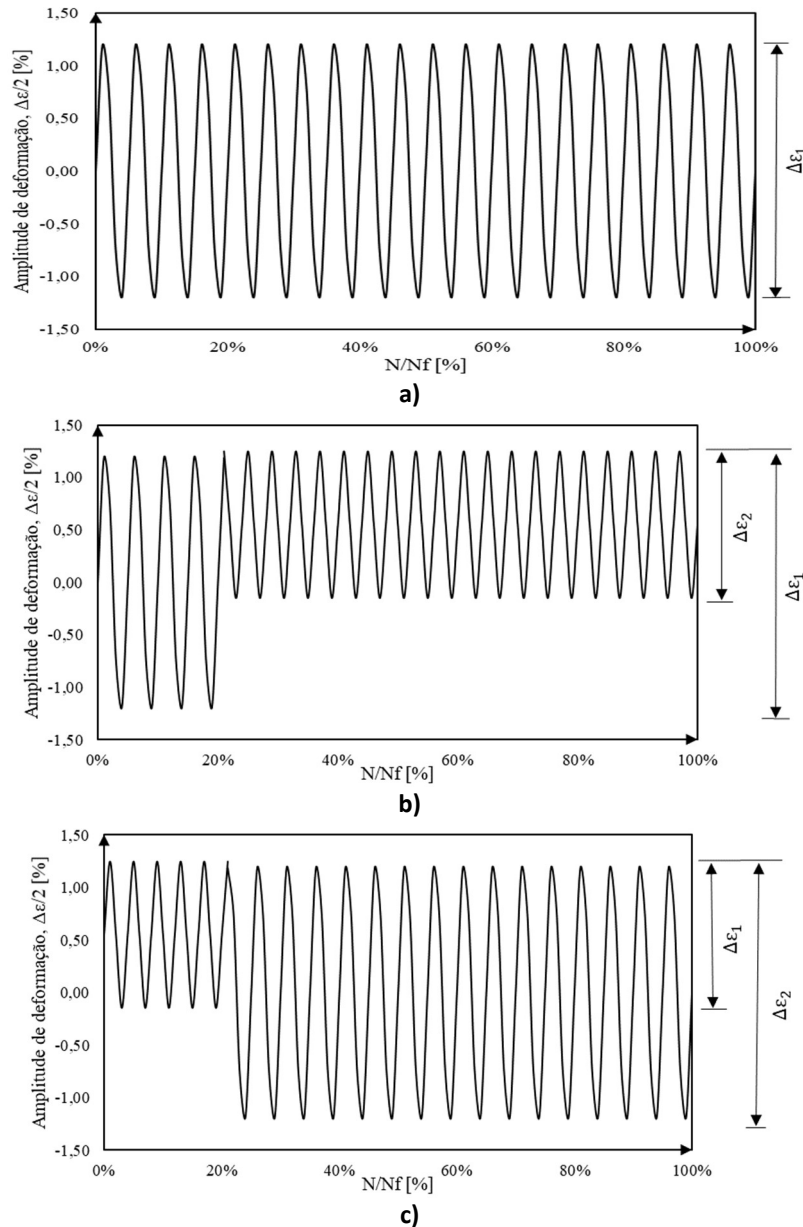 Amplitude de deformação, Δε/2 [%]
1,50
1,00
0,50
0,00
-0,50
-1,00
-1,50
Δε₁
0% 20% 40% 60% 80% 100%
N/Nf [%]
a)
Amplitude de deformação, Δε/2 [%]
1,50
1,00
0,50
0,00
-0,50
-1,00
-1,50
Δε₂
Δε₁
0% 20% 40% 60% 80% 100%
N/Nf [%]
b)
Amplitude de deformação, Δε/2 [%]
1,50
1,00
0,50
0,00
-0,50
-1,00
-1,50
Δε₁
Δε₂
0% 20% 40% 60% 80% 100%
N/Nf [%]
c)